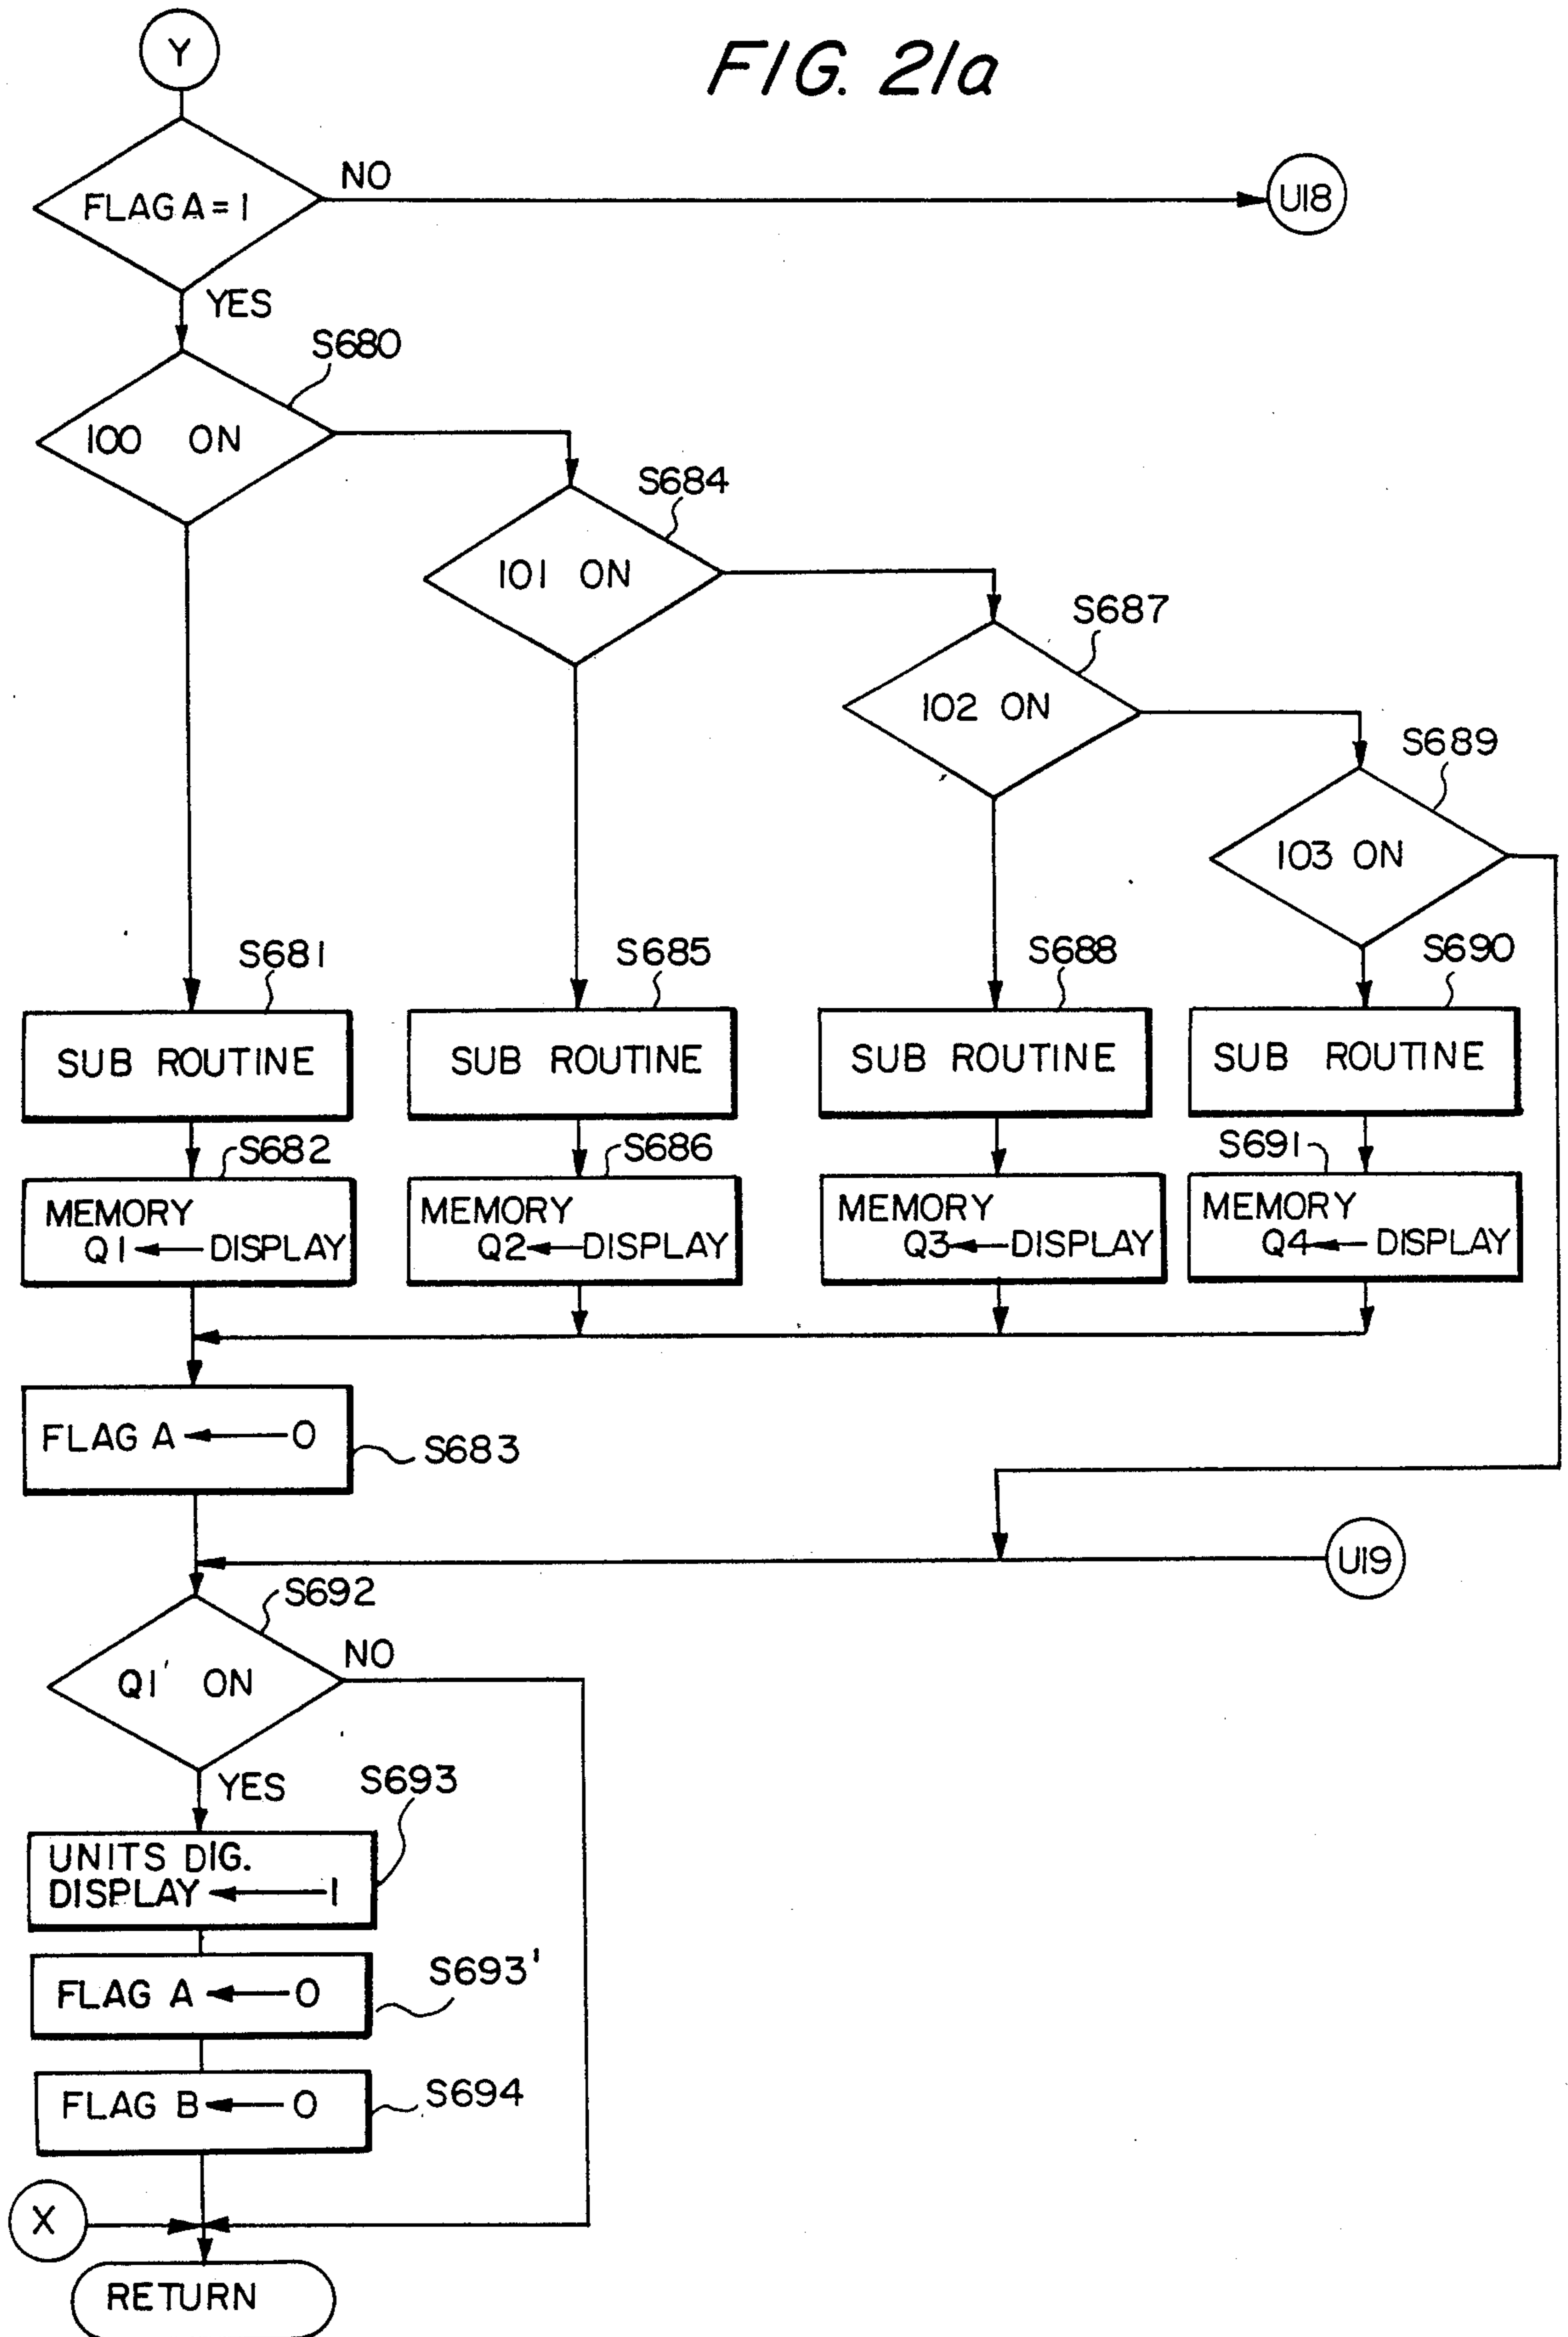 FIG. 21a
Y
FLAG A = 1
NO
U18
YES
S680
100 ON
S684
101 ON
S687
102 ON
S689
103 ON
S681
S685
S688
S690
SUB ROUTINE
SUB ROUTINE
SUB ROUTINE
SUB ROUTINE
S682
S686
S691
MEMORY
Q1 ← DISPLAY
MEMORY
Q2 ← DISPLAY
MEMORY
Q3 ← DISPLAY
MEMORY
Q4 ← DISPLAY
FLAG A ← 0
S683
U19
S692
Q1' ON
NO
YES
S693
UNITS DIG.
DISPLAY ← 1
FLAG A ← 0
S693'
FLAG B ← 0
S694
X
RETURN